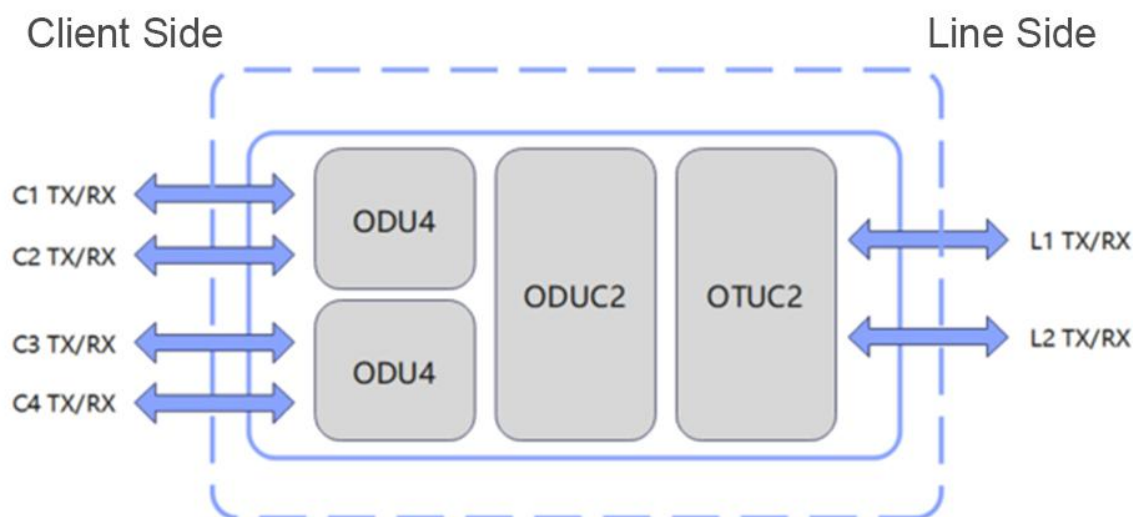 Client Side
Line Side
C1 TX/RX
C2 TX/RX
C3 TX/RX
C4 TX/RX
ODU4
ODU4
ODUC2
OTUC2
L1 TX/RX
L2 TX/RX